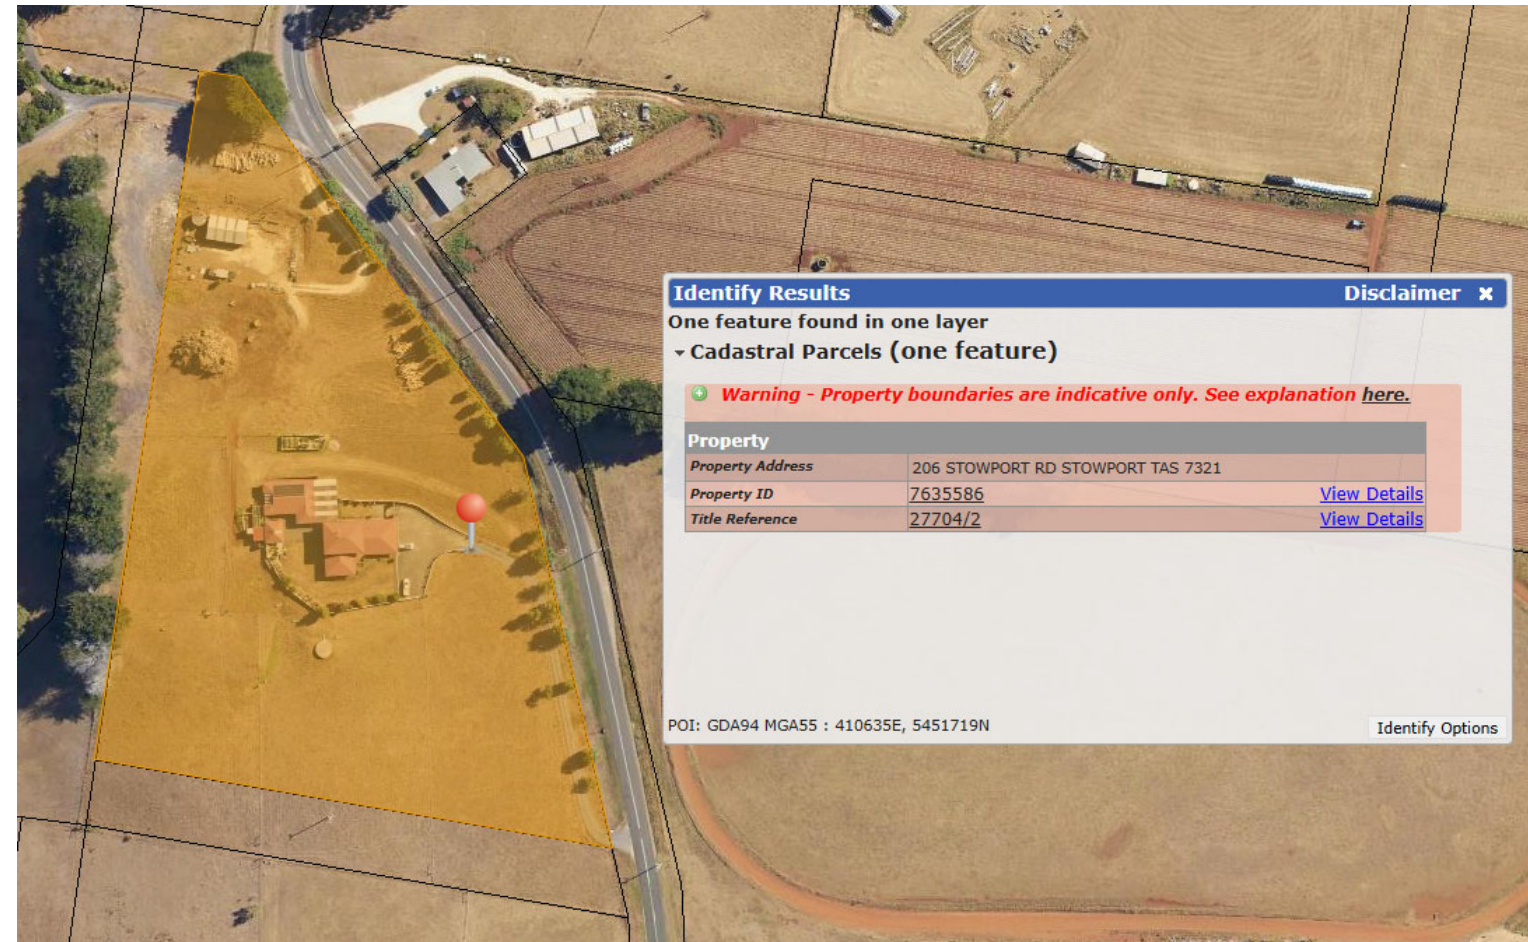 Identify Results Disclaimer ×
One feature found in one layer
Cadastral Parcels (one feature)
Warning - Property boundaries are indicative only. See explanation here.
Property
Property Address 206 STOWPORT RD STOWPORT TAS 7321
Property ID 7635586 View Details
Title Reference 27704/2 View Details
POI: GDA94 MGA55 : 410635E, 5451719N Identify Options